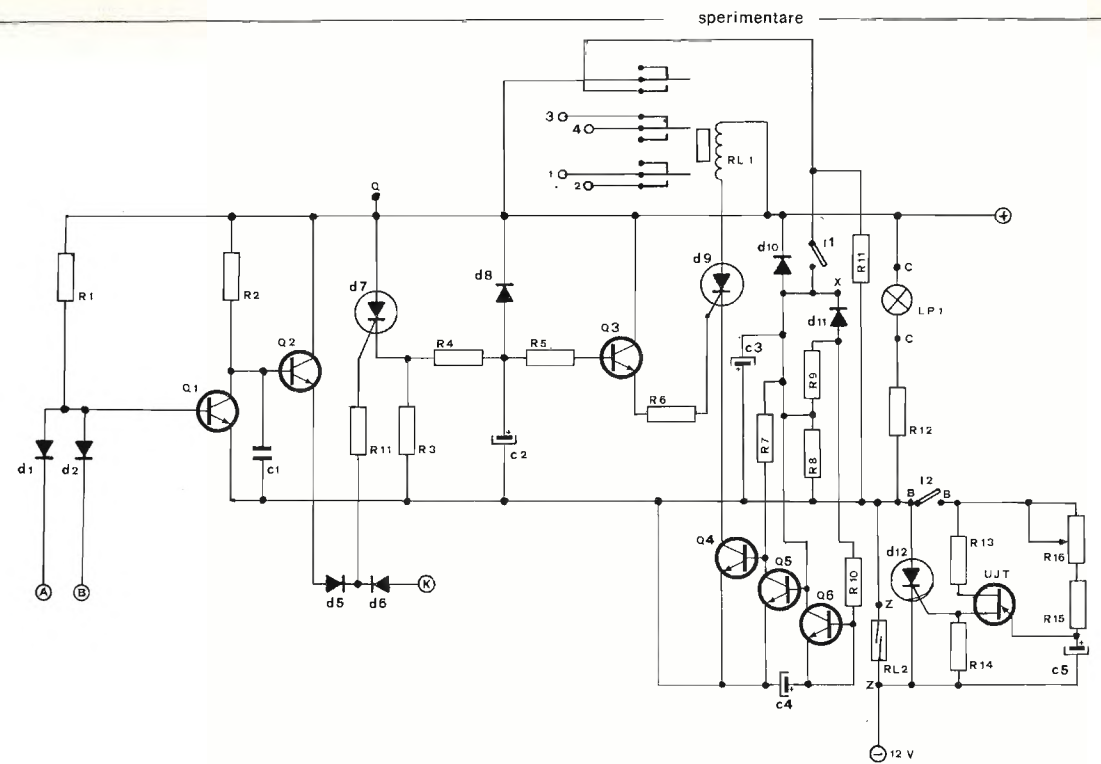 sperimentare
3
4
RL 1
1
2
Q
+
R1
R2
d7
d8
d9
d10
I1
R11
C
X
LP 1
Q2
Q3
d11
C
R4
R5
c3
R9
Q1
R6
R12
R11
R3
c2
R7
R8
d1
d2
c1
B
I2
B
Q4
d12
R13
R16
Q5
UJT
A
B
d5
d6
K
Q6
R10
Z
R15
RL2
R14
c5
c4
Z
− 12 V